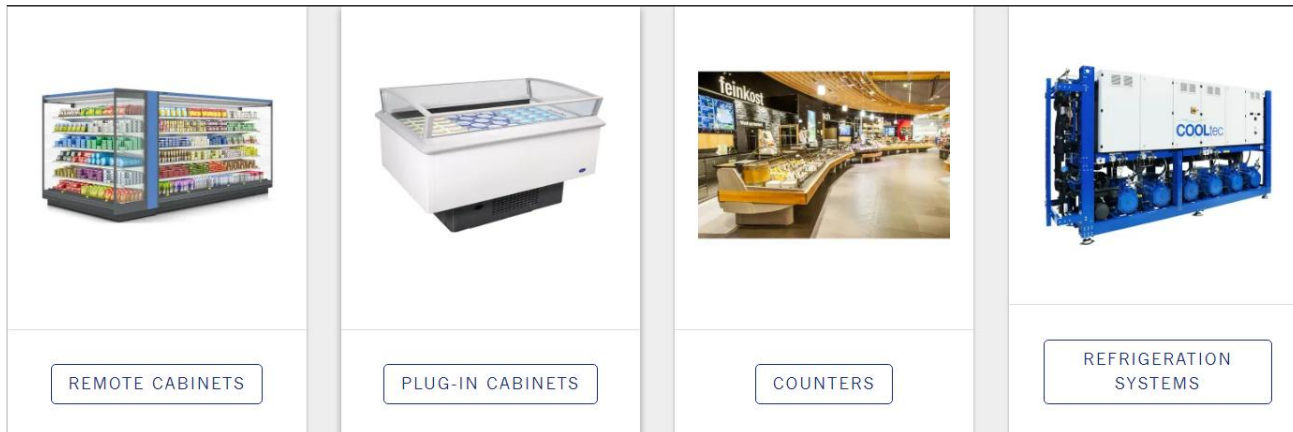 feinkost
COOLtec
REMOTE CABINETS
PLUG-IN CABINETS
COUNTERS
REFRIGERATION
SYSTEMS